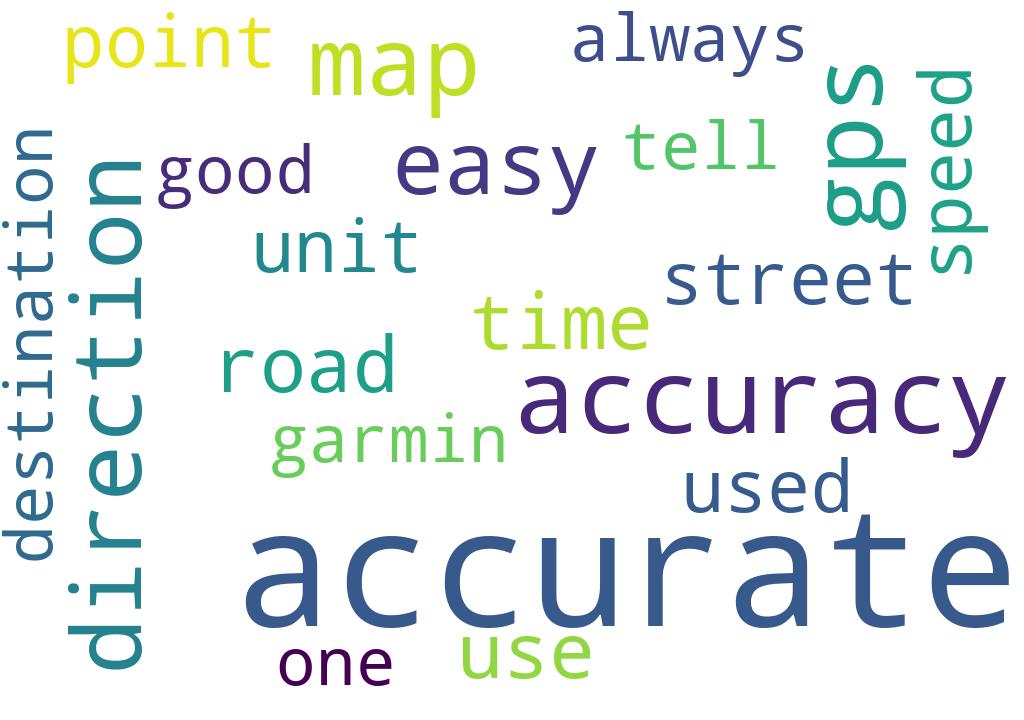 point
map
always
gps
speed
destination
direction
good
easy
tell
unit
street
time
road
accuracy
garmin
used
accurate
one
use